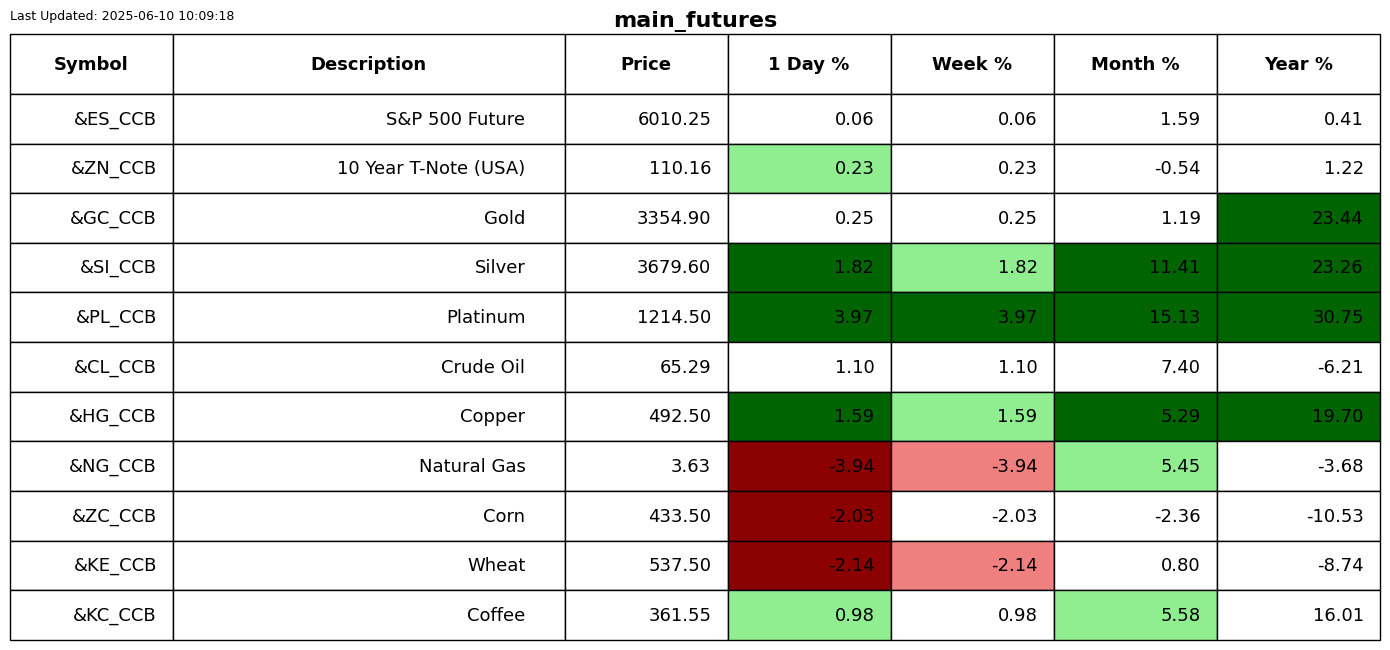 Last Updated: 2025-06-10 10:09:18
main_futures
Symbol Description Price 1 Day % Week % Month % Year %
&ES_CCB S&P 500 Future 6010.25 0.06 0.06 1.59 0.41
&ZN_CCB 10 Year T-Note (USA) 110.16 0.23 0.23 -0.54 1.22
&GC_CCB Gold 3354.90 0.25 0.25 1.19 23.44
&SI_CCB Silver 3679.60 1.82 1.82 11.41 23.26
&PL_CCB Platinum 1214.50 3.97 3.97 15.13 30.75
&CL_CCB Crude Oil 65.29 1.10 1.10 7.40 -6.21
&HG_CCB Copper 492.50 1.59 1.59 5.29 19.70
&NG_CCB Natural Gas 3.63 -3.94 -3.94 5.45 -3.68
&ZC_CCB Corn 433.50 -2.03 -2.03 -2.36 -10.53
&KE_CCB Wheat 537.50 -2.14 -2.14 0.80 -8.74
&KC_CCB Coffee 361.55 0.98 0.98 5.58 16.01